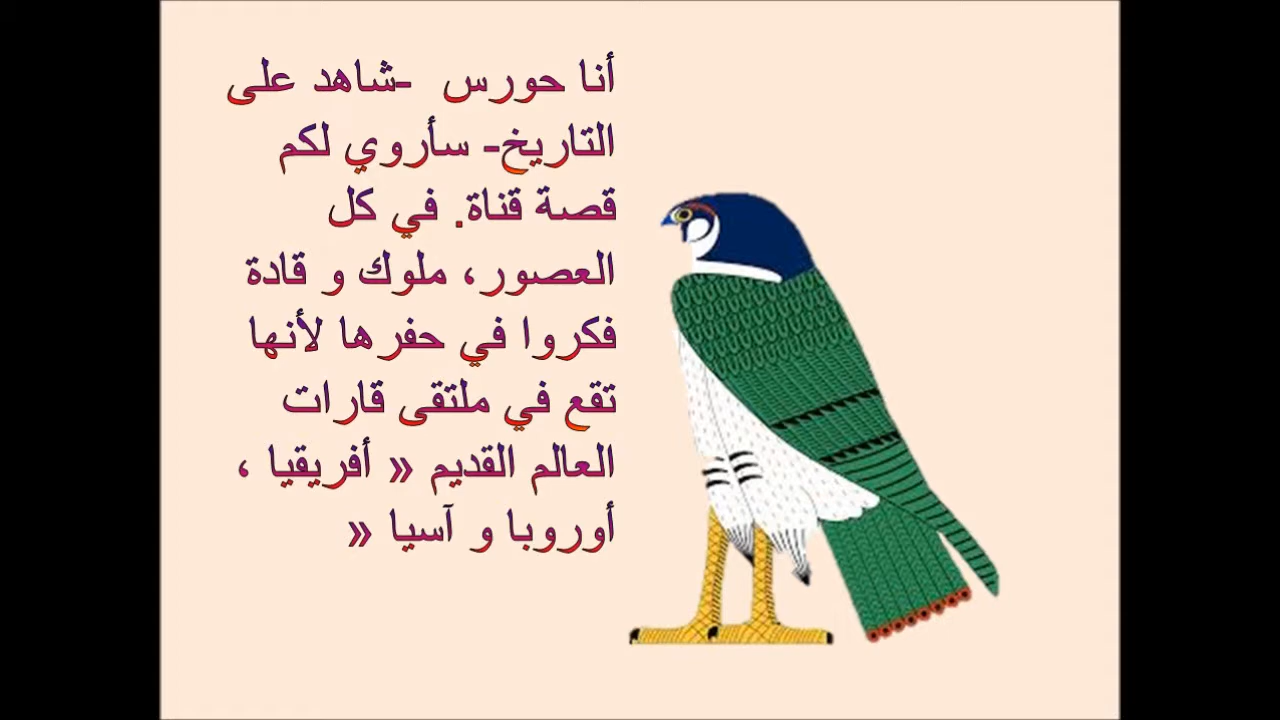 أنا حورس -شاهد على
التاريخ- سأروي لكم
قصة قناة. في كل
العصور، ملوك و قادة
فكروا في حفرها لأنها
تقع في ملتقى قارات
العالم القديم « أفريقيا ،
أوروبا و آسيا «